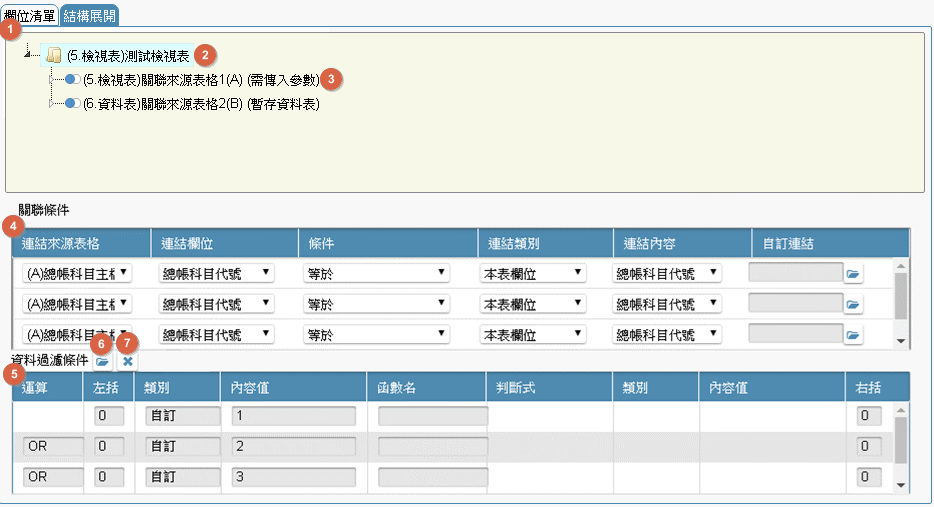 欄位清單 結構展開
1
(5.檢視表)測試檢視表 2
(5.檢視表)關聯來源表格1(A) (需傳入參數) 3
(6.資料表)關聯來源表格2(B) (暫存資料表)
關聯條件
4
連結來源表格 連結欄位 條件 連結類別 連結內容 自訂連結
(A)總帳科目主 總帳科目代號 等於 本表欄位 總帳科目代號
(A)總帳科目主 總帳科目代號 等於 本表欄位 總帳科目代號
(A)總帳科目主 總帳科目代號 等於 本表欄位 總帳科目代號
資料過濾條件 6 7
5
運算 左括 類別 內容值 函數名 判斷式 類別 內容值 右括
0 自訂 1 0
OR 0 自訂 2 0
OR 0 自訂 3 0